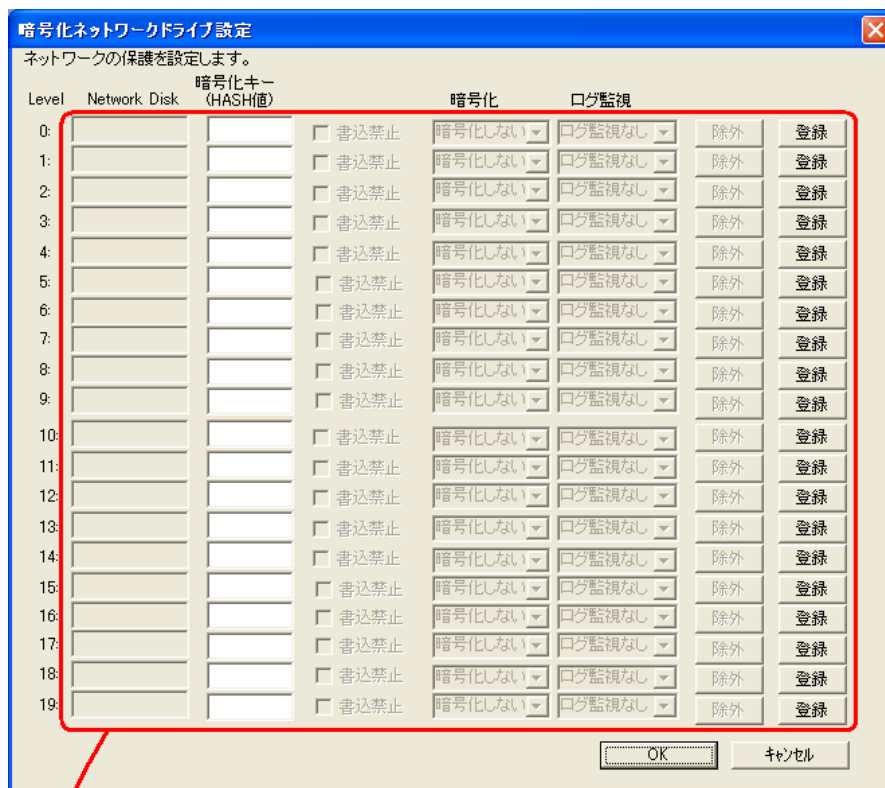 暗号化ネットワークドライブ設定
ネットワークの保護を設定します。
暗号化キー
Level Network Disk (HASH値) 暗号化 ログ監視
0: 書込禁止 暗号化しない ログ監視なし 除外 登録
1: 書込禁止 暗号化しない ログ監視なし 除外 登録
2: 書込禁止 暗号化しない ログ監視なし 除外 登録
3: 書込禁止 暗号化しない ログ監視なし 除外 登録
4: 書込禁止 暗号化しない ログ監視なし 除外 登録
5: 書込禁止 暗号化しない ログ監視なし 除外 登録
6: 書込禁止 暗号化しない ログ監視なし 除外 登録
7: 書込禁止 暗号化しない ログ監視なし 除外 登録
8: 書込禁止 暗号化しない ログ監視なし 除外 登録
9: 書込禁止 暗号化しない ログ監視なし 除外 登録
10: 書込禁止 暗号化しない ログ監視なし 除外 登録
11: 書込禁止 暗号化しない ログ監視なし 除外 登録
12: 書込禁止 暗号化しない ログ監視なし 除外 登録
13: 書込禁止 暗号化しない ログ監視なし 除外 登録
14: 書込禁止 暗号化しない ログ監視なし 除外 登録
15: 書込禁止 暗号化しない ログ監視なし 除外 登録
16: 書込禁止 暗号化しない ログ監視なし 除外 登録
17: 書込禁止 暗号化しない ログ監視なし 除外 登録
18: 書込禁止 暗号化しない ログ監視なし 除外 登録
19: 書込禁止 暗号化しない ログ監視なし 除外 登録
OK キャンセル